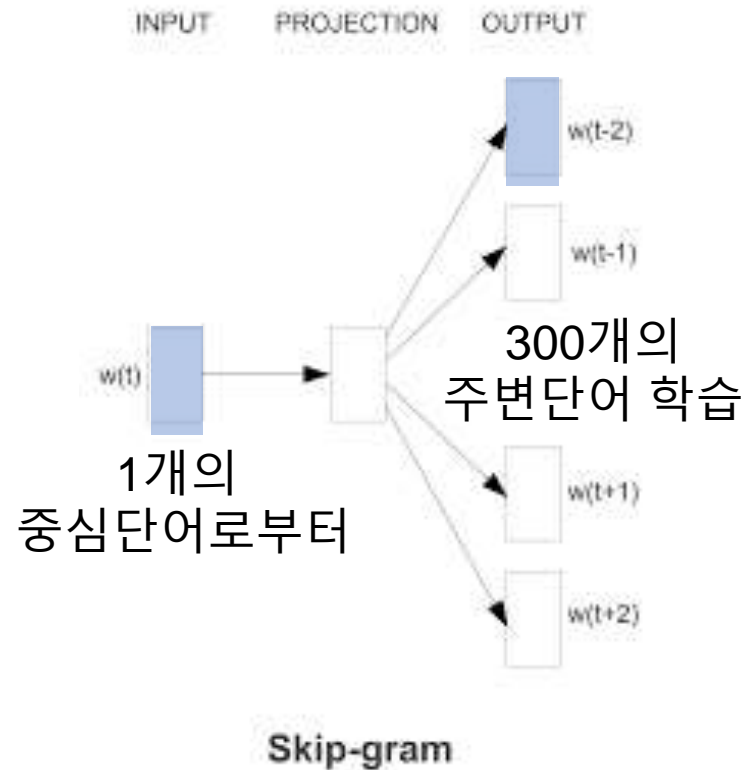 INPUT PROJECTION OUTPUT
w(t-2)
w(t-1)
300개의
주변단어 학습
w(t)
1개의
중심단어로부터
w(t+1)
w(t+2)
Skip-gram